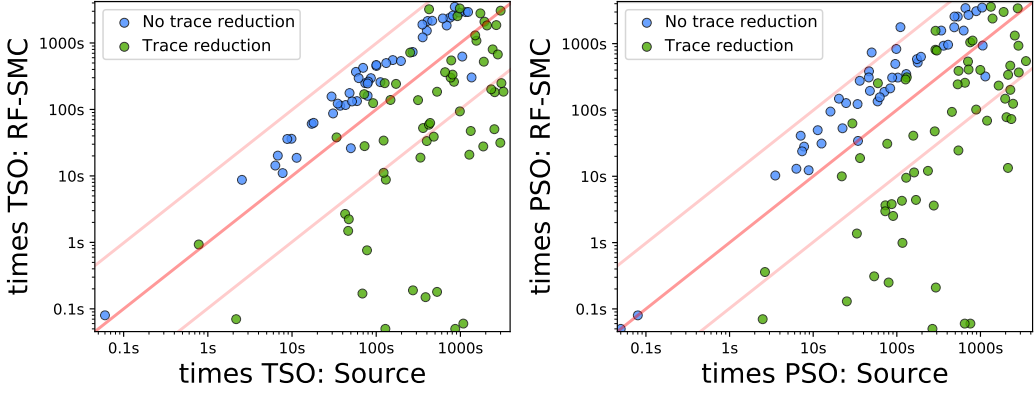 No trace reduction
Trace reduction
1000s
100s
10s
1s
0.1s
times TSO: RF-SMC
0.1s 1s 10s 100s 1000s
times TSO: Source
No trace reduction
Trace reduction
1000s
100s
10s
1s
0.1s
times PSO: RF-SMC
0.1s 1s 10s 100s 1000s
times PSO: Source